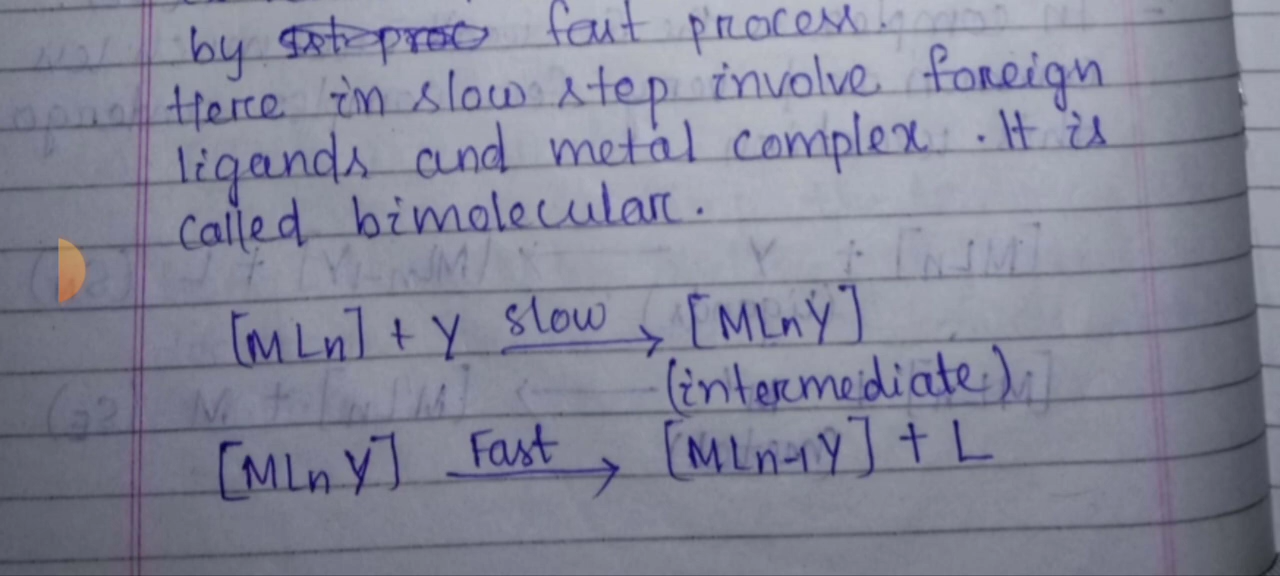 by fast process.
Herce in slow step involve foreign
ligands and metal complex. It is
called bimolecular.
[MLn] + Y slow → [MLnY]
(intermediate)
[MLnY] Fast → [MLn-1Y] + L